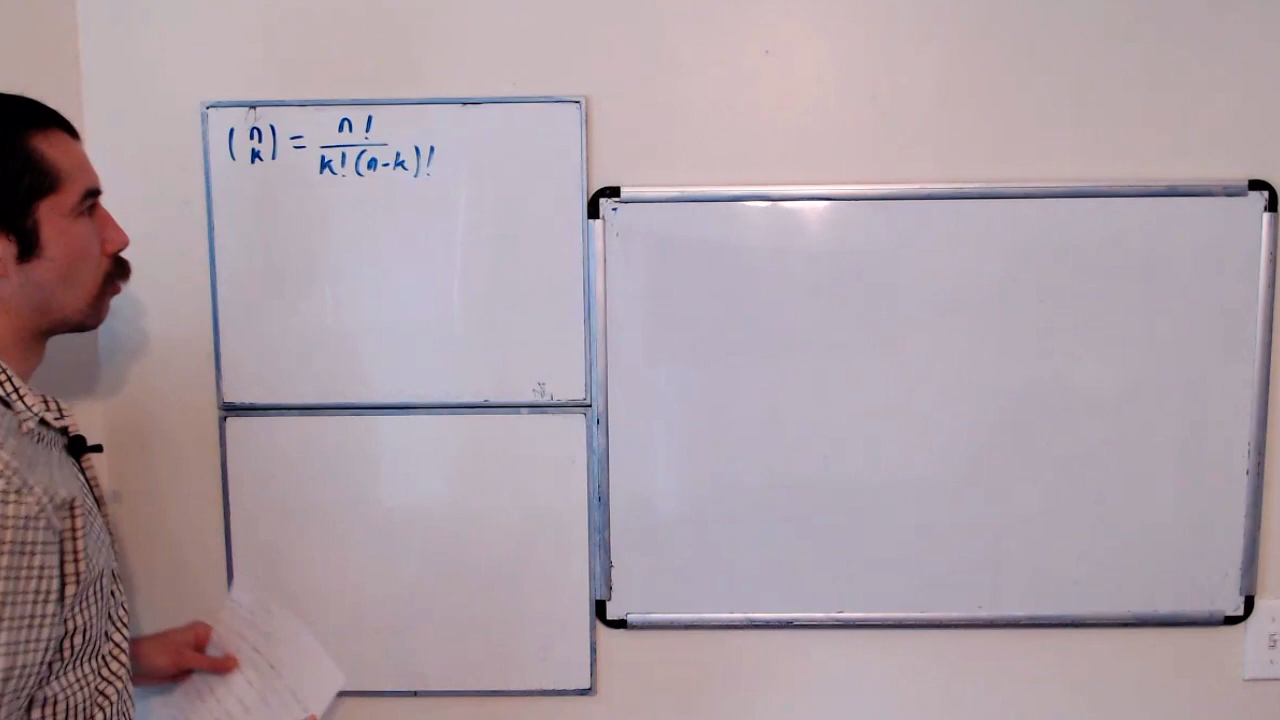 (n k) = n! / k!(n-k)!